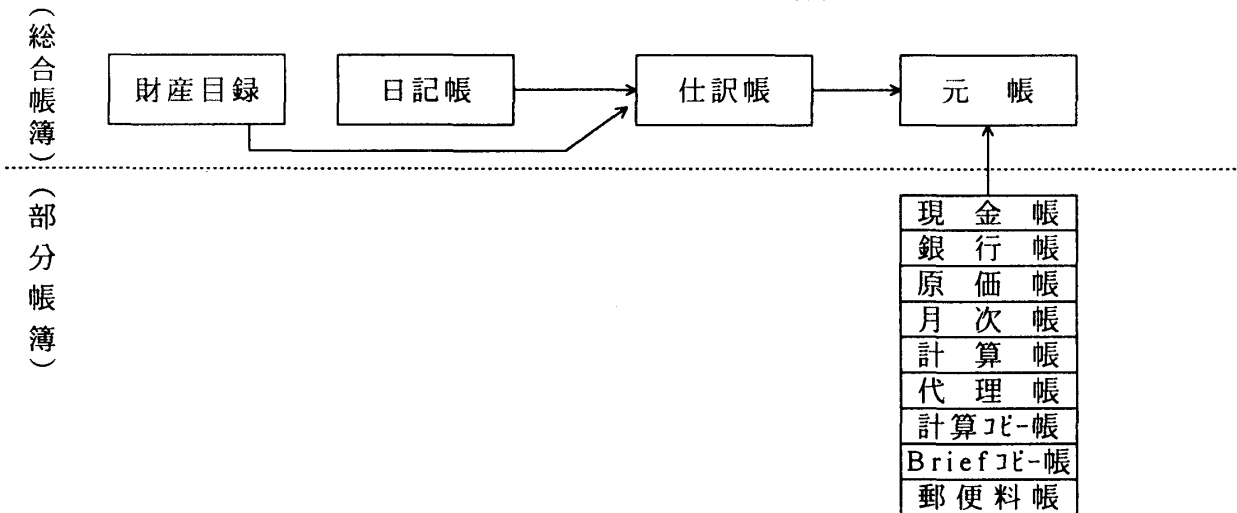 (総合帳簿)
財産目録
日記帳
仕訳帳
元帳
(部分帳簿)
現金帳
銀行帳
原価帳
月次帳
計算帳
代理帳
計算コピー帳
Briefコピー帳
郵便料帳